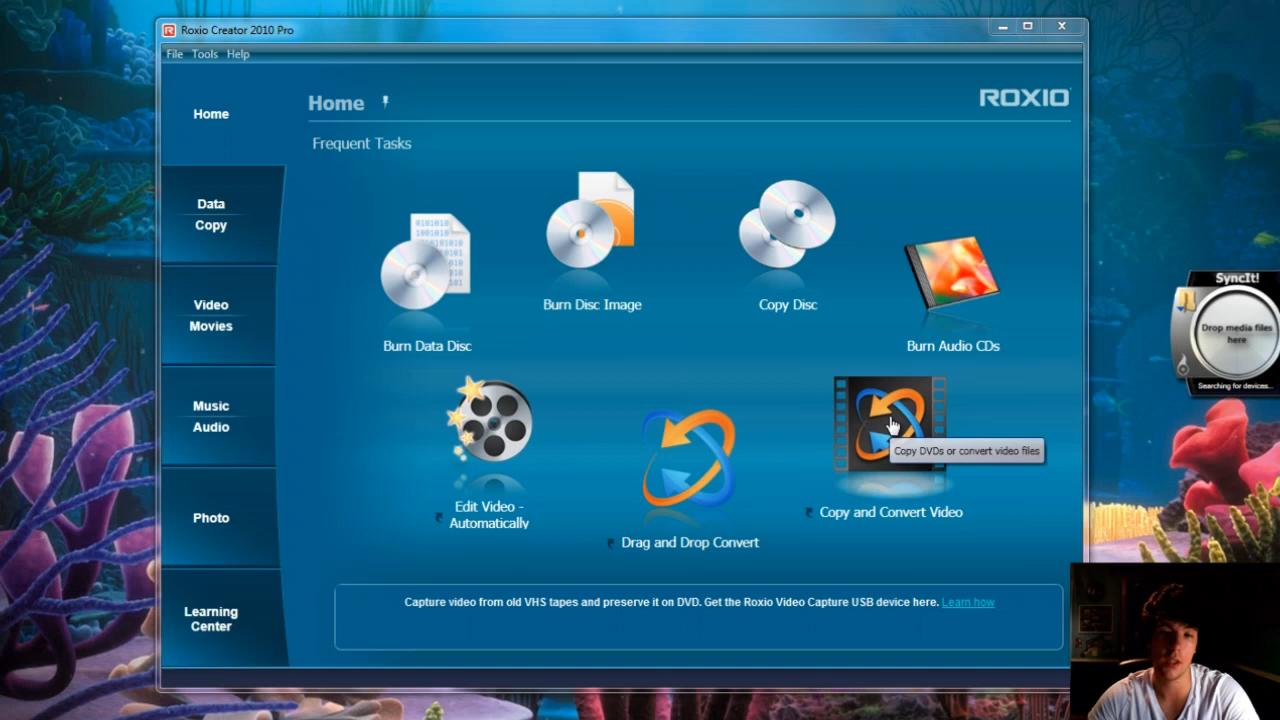 Roxio Creator 2010 Pro
File Tools Help
Home
Data
Copy
Video
Movies
Music
Audio
Photo
Learning
Center
Home
ROXIO
Frequent Tasks
Burn Data Disc
Burn Disc Image
Copy Disc
Burn Audio CDs
Edit Video -
Automatically
Drag and Drop Convert
Copy and Convert Video
Copy DVDs or convert video files
Capture video from old VHS tapes and preserve it on DVD. Get the Roxio Video Capture USB device here. Learn how
SyncIt!
Drop media files
here
Searching for devices...